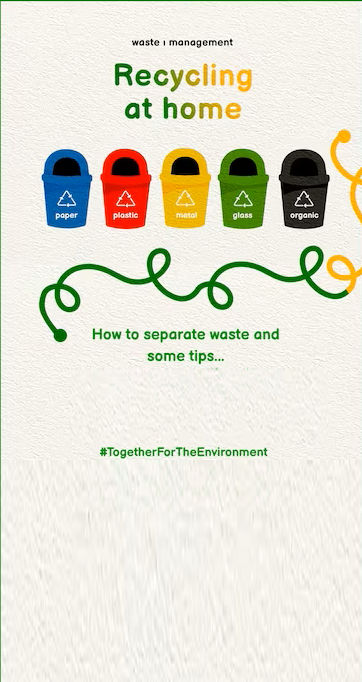 waste ı management
Recycling
at home
paper
plastic
metal
glass
organic
How to separate waste and
some tips...
#TogetherForTheEnvironment